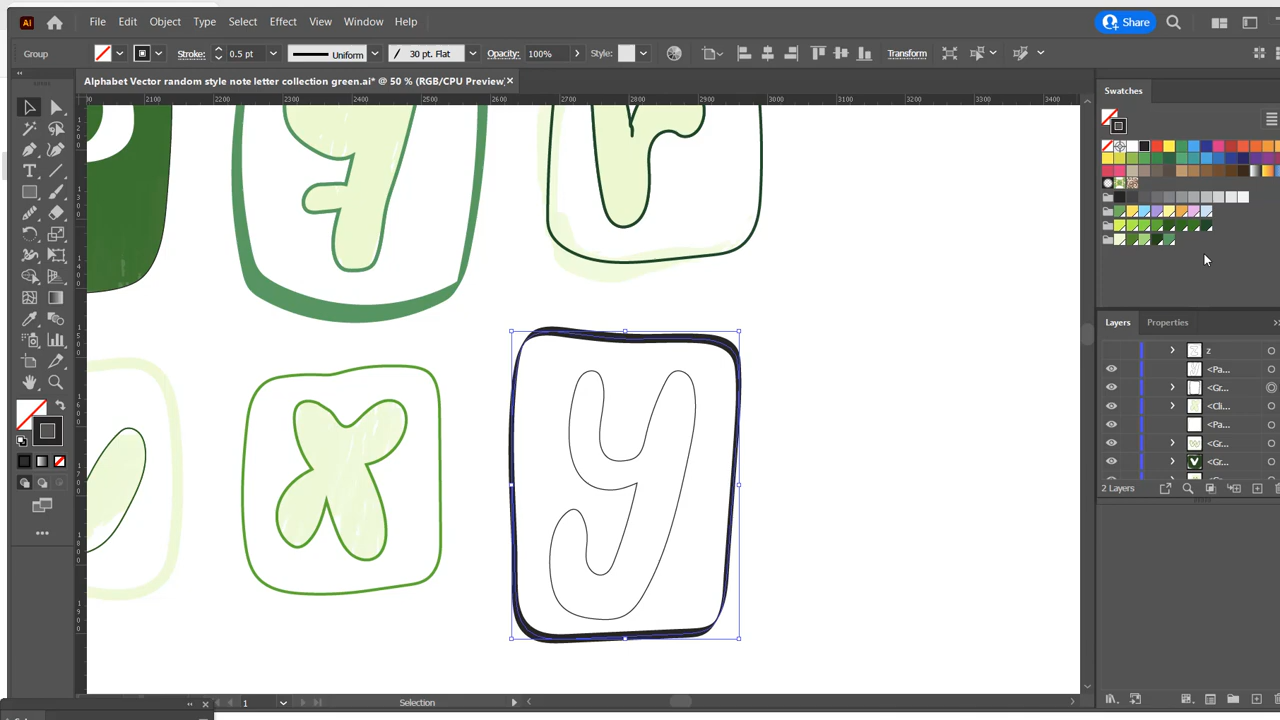 Ai File Edit Object Type Select Effect View Window Help Share
Group Stroke: 0.5 pt Uniform 30 pt. Flat Opacity: 100% Style: Transform
Alphabet Vector random style note letter collection green.ai* @ 50 % (RGB/CPU Preview) ×
Swatches
2100 2200 2300 2400 2500 2700 2800 2900 3000 3100 3200 3300 3400
x
y
Layers Properties
z
<Pa...
<Gr...
<Cli...
<Pa...
<Gr...
<Gr...
2 Layers
1 Selection